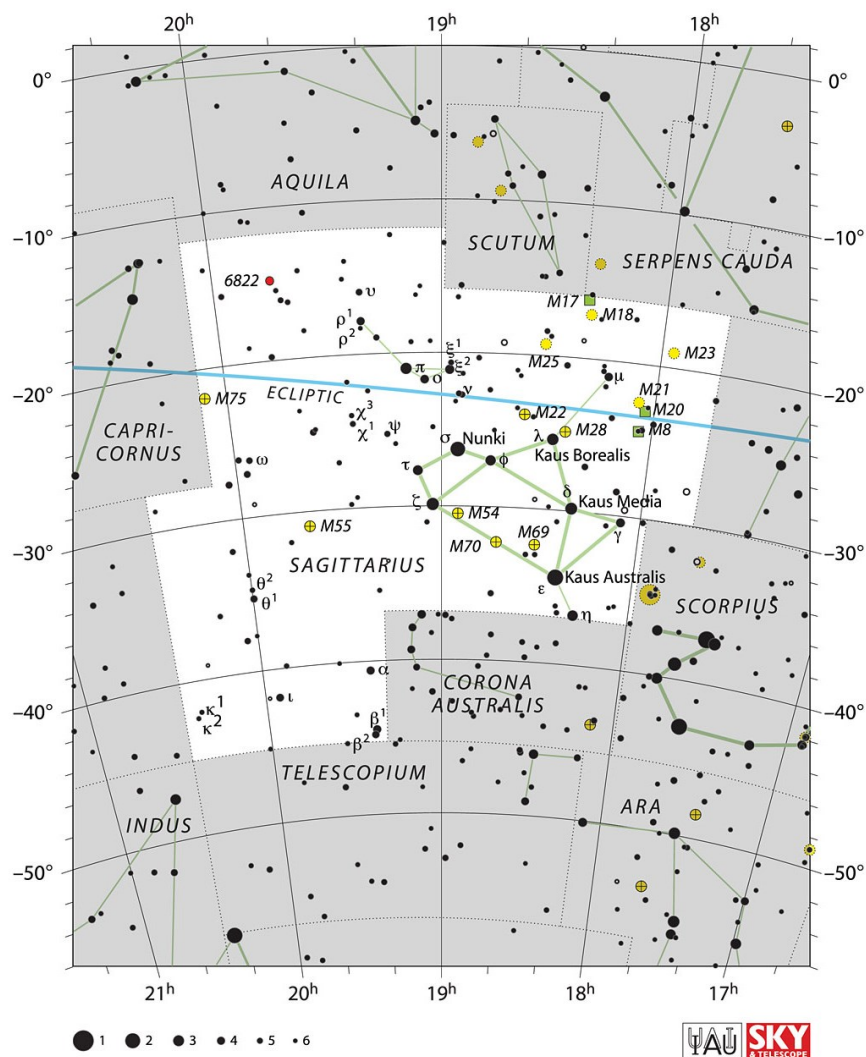 20ʰ 19ʰ 18ʰ
0° 0°
AQUILA
SCUTUM
–10° –10°
SERPENS CAUDA
6822 υ
M17
M18
ρ¹
ρ²
ξ¹
M25
M23
π ο ξ²
μ
–20° –20°
ECLIPTIC
ν
M21
M75
M20
χ³
M22
χ¹ ψ
M28
M8
CAPRI-
CORNUS
σ Nunki
λ
Kaus Borealis
ω
τ
ϕ
ζ
δ Kaus Media
M54
γ
M55
M70
M69
–30° –30°
SAGITTARIUS
ε Kaus Australis
θ²
θ¹
SCORPIUS
η
α
CORONA
AUSTRALIS
–40° –40°
κ¹
κ²
ι
β¹
β²
TELESCOPIUM
INDUS
ARA
–50° –50°
21ʰ 20ʰ 19ʰ 18ʰ 17ʰ
1 2 3 4 5 6
IAU
SKY
& TELESCOPE